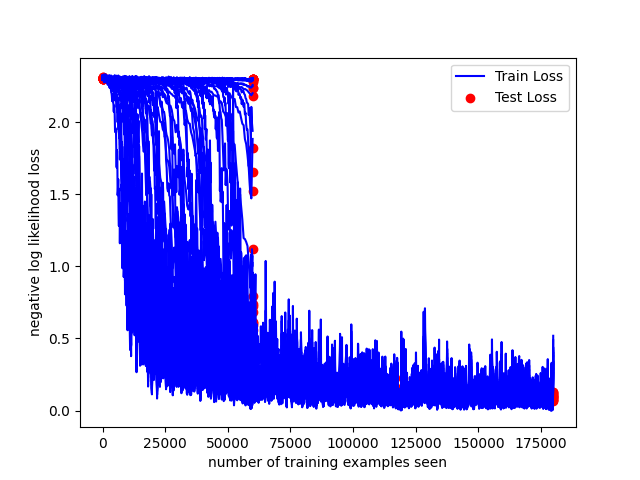 Train Loss
Test Loss
negative log likelihood loss
2.0
1.5
1.0
0.5
0.0
0 25000 50000 75000 100000 125000 150000 175000
number of training examples seen